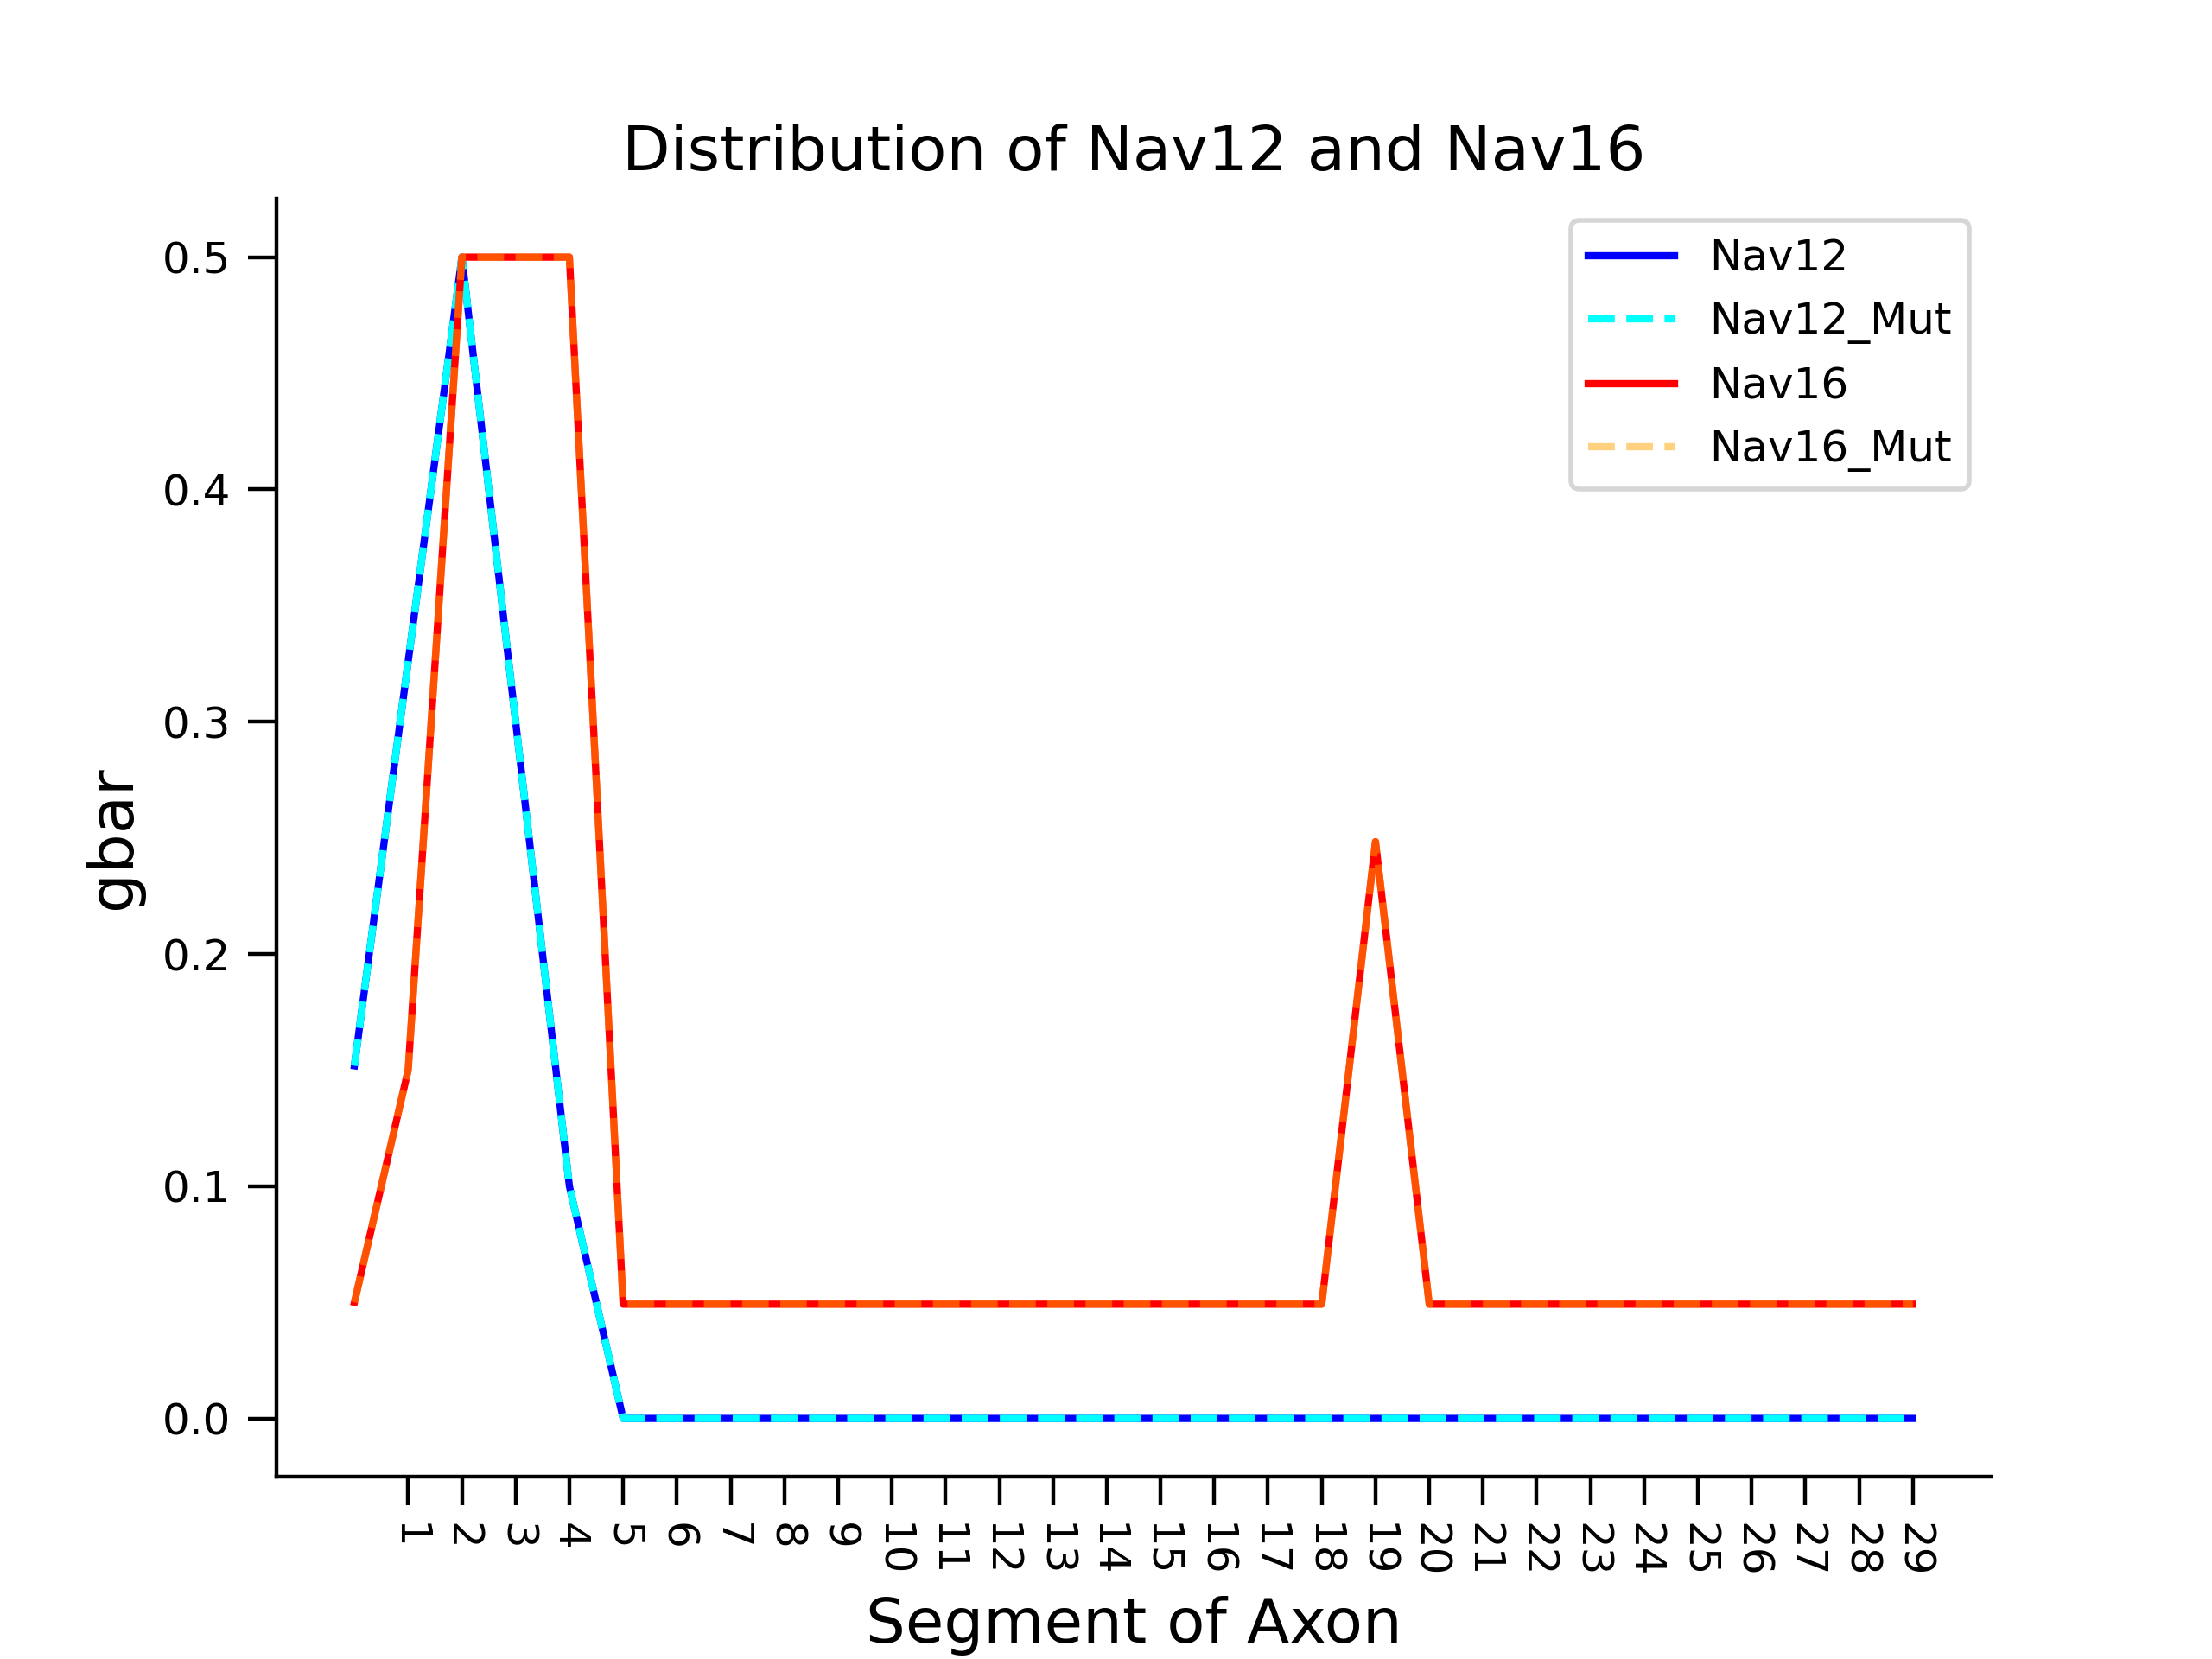 Distribution of Nav12 and Nav16
Nav12
Nav12_Mut
Nav16
Nav16_Mut
gbar
0.5
0.4
0.3
0.2
0.1
0.0
1 2 3 4 5 6 7 8 9 10 11 12 13 14 15 16 17 18 19 20 21 22 23 24 25 26 27 28 29
Segment of Axon